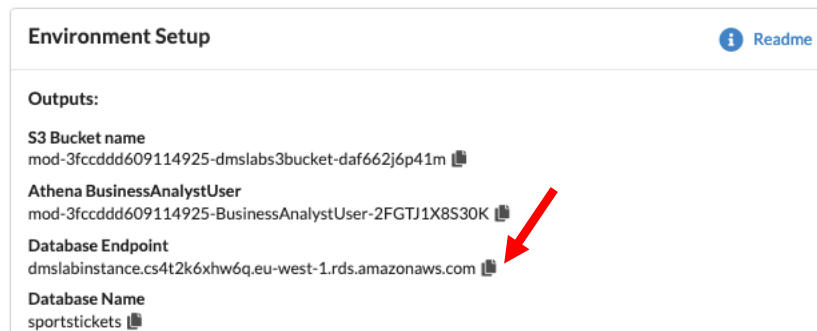 Environment Setup
Readme
Outputs:
S3 Bucket name
mod-3fccddd609114925-dmslabs3bucket-daf662j6p41m
Athena BusinessAnalystUser
mod-3fccddd609114925-BusinessAnalystUser-2FGTJ1X8S30K
Database Endpoint
dmslabinstance.cs4t2k6xhw6q.eu-west-1.rds.amazonaws.com
Database Name
sportstickets